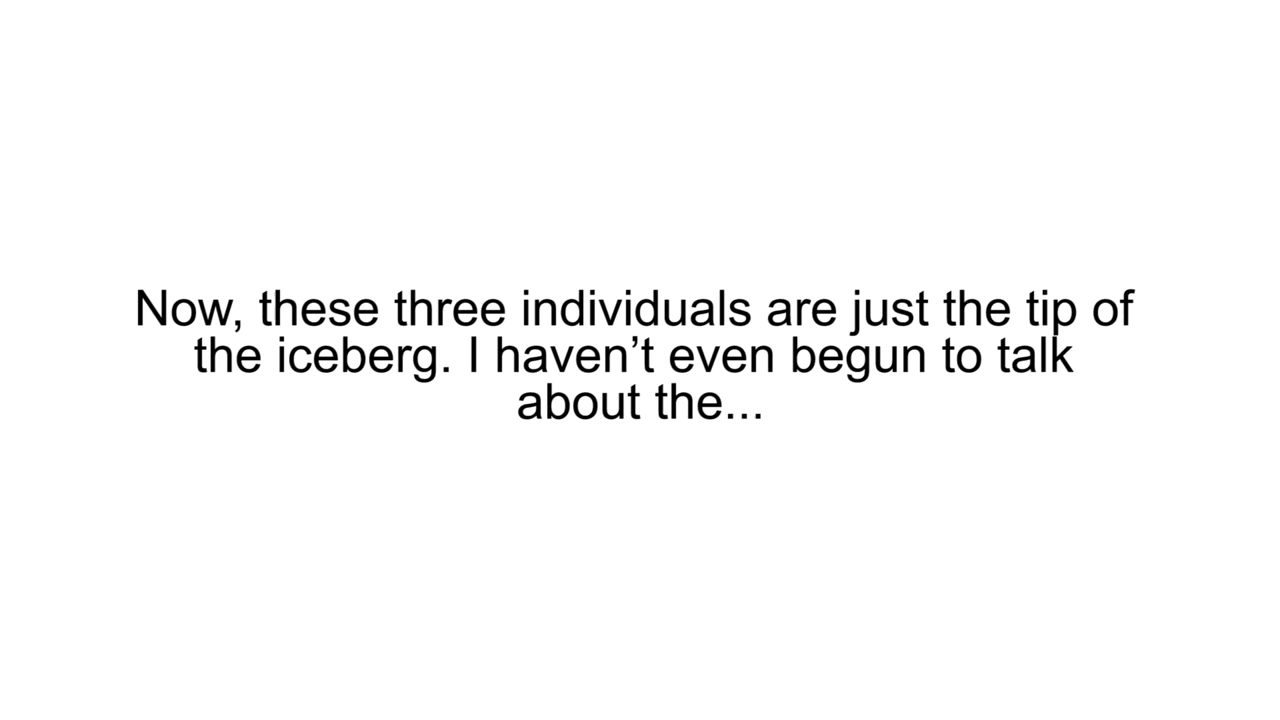 Now, these three individuals are just the tip of
the iceberg. I haven’t even begun to talk
about the...